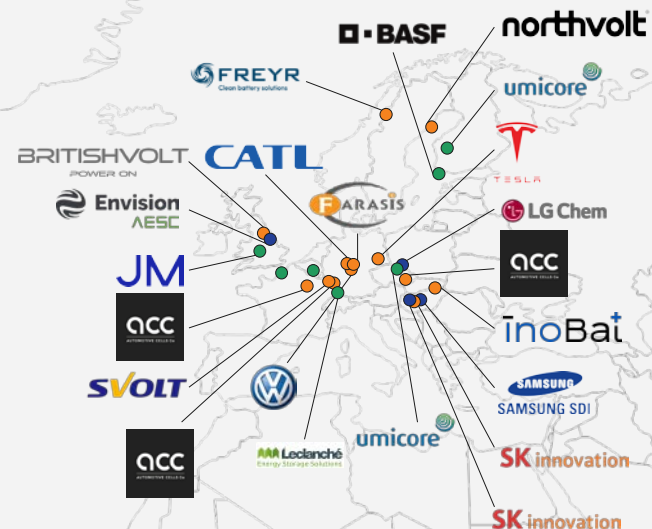 BASF
northvolt
FREYR
Clean battery solutions
umicore
BRITISHVOLT
POWER ON
CATL
TESLA
Envision
AESC
FARASIS
LG Chem
JM
acc
AUTOMOTIVE CELLS Co
acc
AUTOMOTIVE CELLS Co
ınoBat
SVOLT
SAMSUNG
SAMSUNG SDI
acc
AUTOMOTIVE CELLS Co
Leclanché
Energy Storage Solutions
umicore
SK innovation
SK innovation